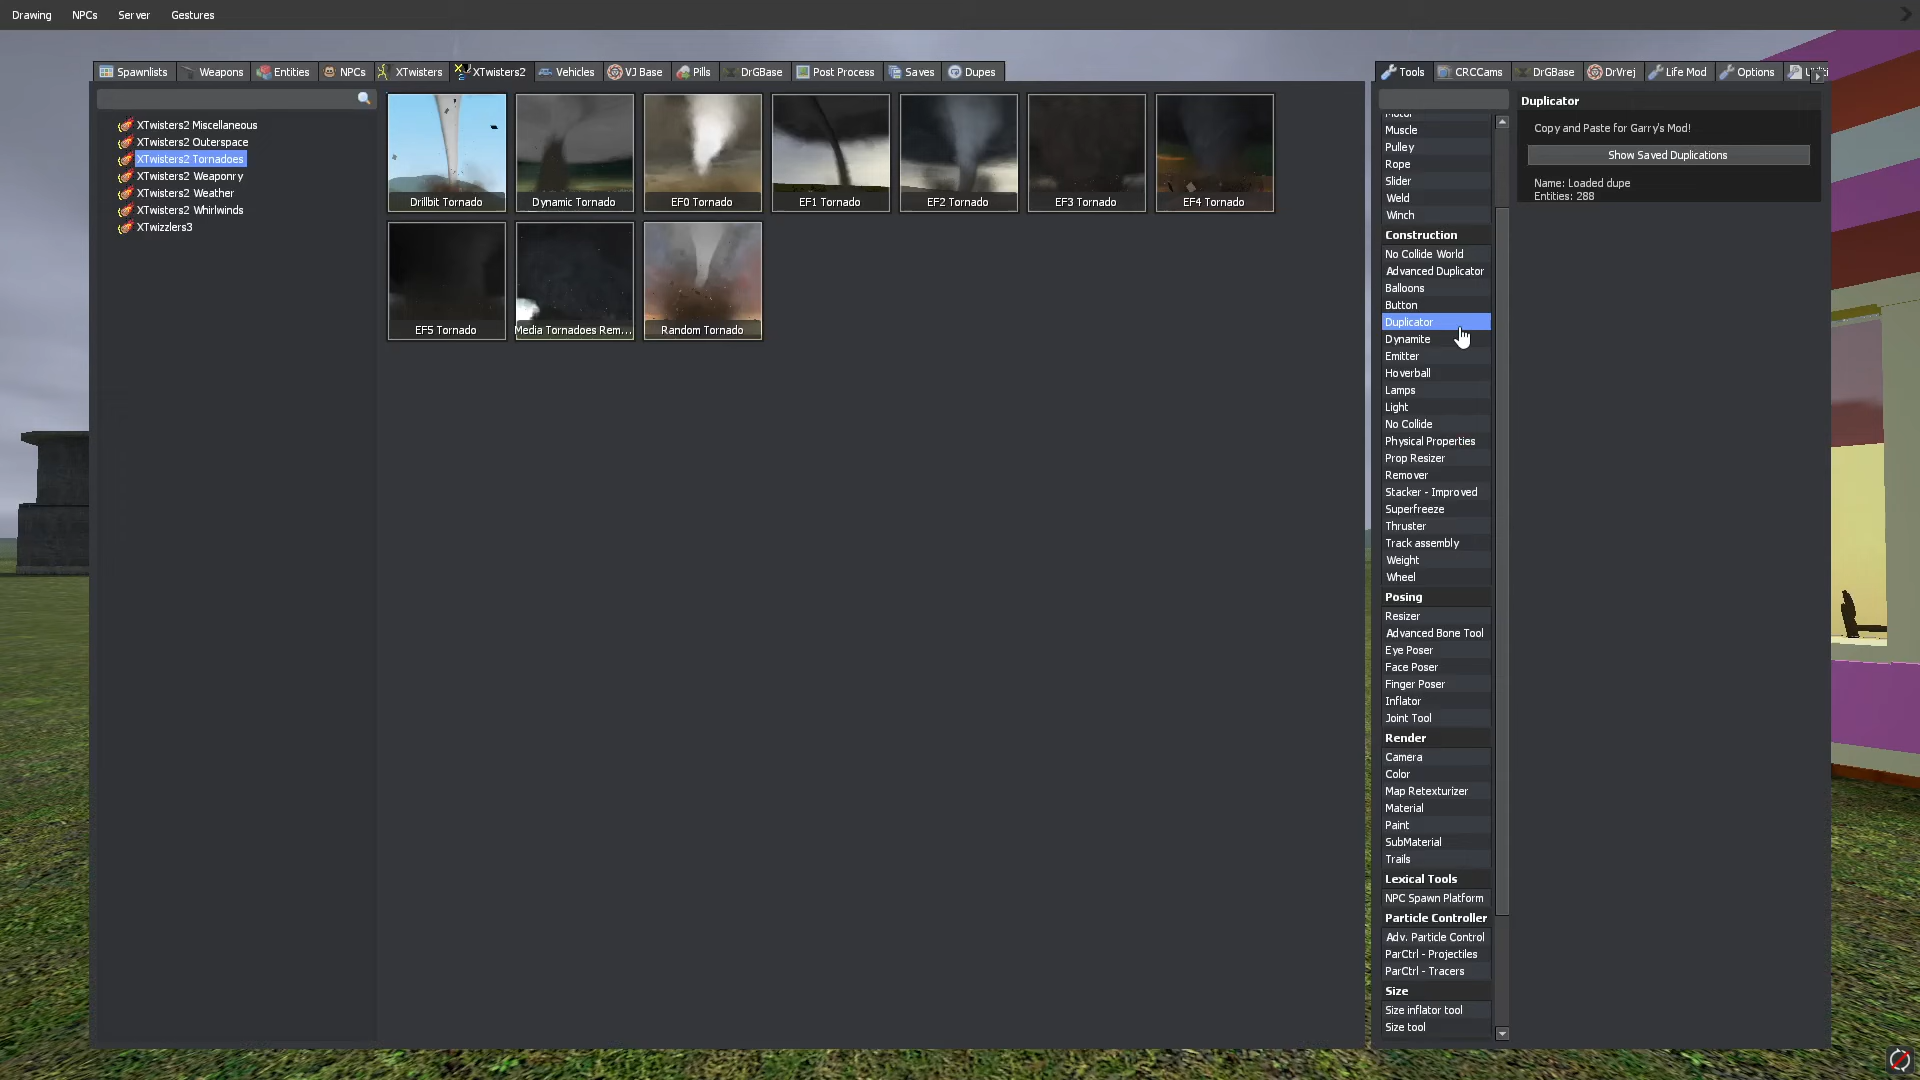 Drawing NPCs Server Gestures
Spawnlists Weapons Entities NPCs XTwisters XTwisters2 Vehicles VJ Base Pills DrGBase Post Process Saves Dupes
XTwisters2 Miscellaneous
XTwisters2 Outerspace
XTwisters2 Tornadoes
XTwisters2 Weaponry
XTwisters2 Weather
XTwisters2 Whirlwinds
XTwizzlers3
Drillbit Tornado
Dynamic Tornado
EF0 Tornado
EF1 Tornado
EF2 Tornado
EF3 Tornado
EF4 Tornado
EF5 Tornado
Media Tornadoes Rem...
Random Tornado
Tools CRCCams DrGBase DrVrej Life Mod Options
Muscle
Pulley
Rope
Slider
Weld
Winch
Construction
No Collide World
Advanced Duplicator
Balloons
Button
Duplicator
Dynamite
Emitter
Hoverball
Lamps
Light
No Collide
Physical Properties
Prop Resizer
Remover
Stacker - Improved
Superfreeze
Thruster
Track assembly
Weight
Wheel
Posing
Resizer
Advanced Bone Tool
Eye Poser
Face Poser
Finger Poser
Inflator
Joint Tool
Render
Camera
Color
Map Retexturizer
Material
Paint
SubMaterial
Trails
Lexical Tools
NPC Spawn Platform
Particle Controller
Adv. Particle Control
ParCtrl - Projectiles
ParCtrl - Tracers
Size
Size inflator tool
Size tool
Duplicator
Copy and Paste for Garry's Mod!
Show Saved Duplications
Name: Loaded dupe
Entities: 288